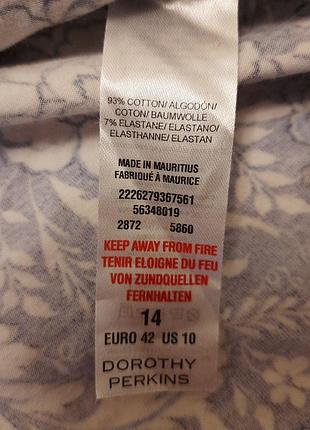 93% COTTON/ALGODÓN/
COTON/BAUMWOLLE
7% ELASTANE/ELASTANO/
ELASTHANNE/ELASTAN
MADE IN MAURITIUS
FABRIQUÉ À MAURICE
2226279367561
56348019
2872 5860
KEEP AWAY FROM FIRE
TENIR ELOIGNE DU FEU
VON ZUNDQUELLEN
FERNHALTEN
14
EURO 42 US 10
DOROTHY
PERKINS